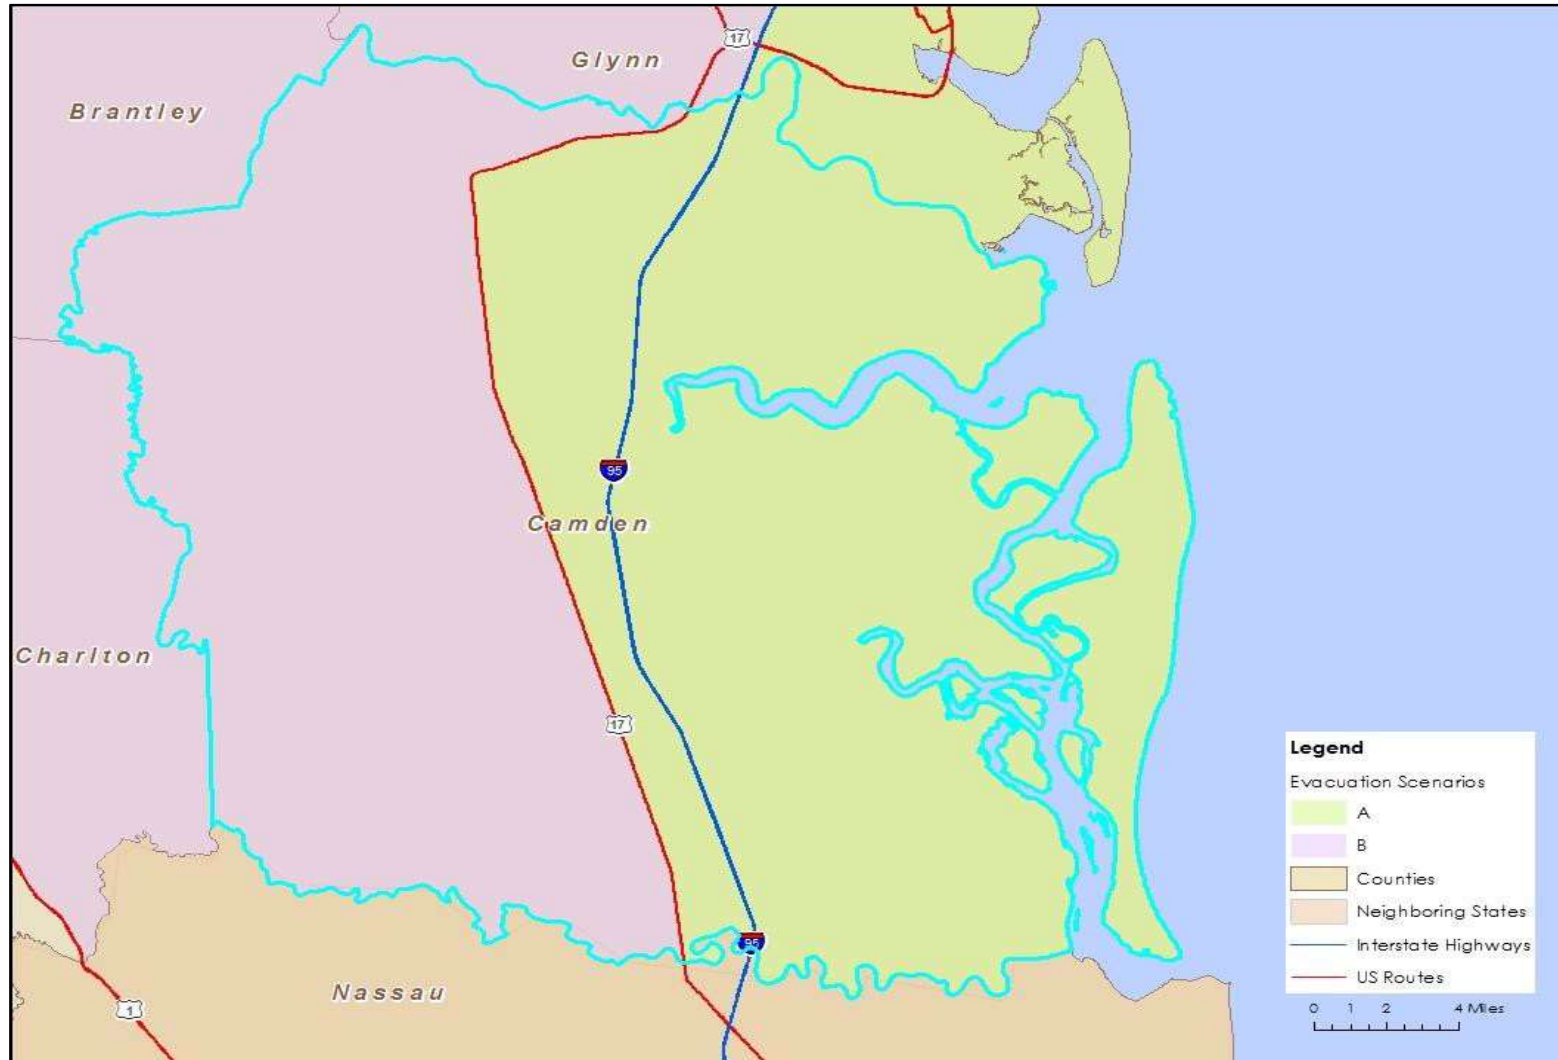 17
Glynn
Brantley
95
Camden
Charlton
17
95
Nassau
1
Legend
Evacuation Scenarios
A
B
Counties
Neighboring States
Interstate Highways
US Routes
0 1 2 4 Miles